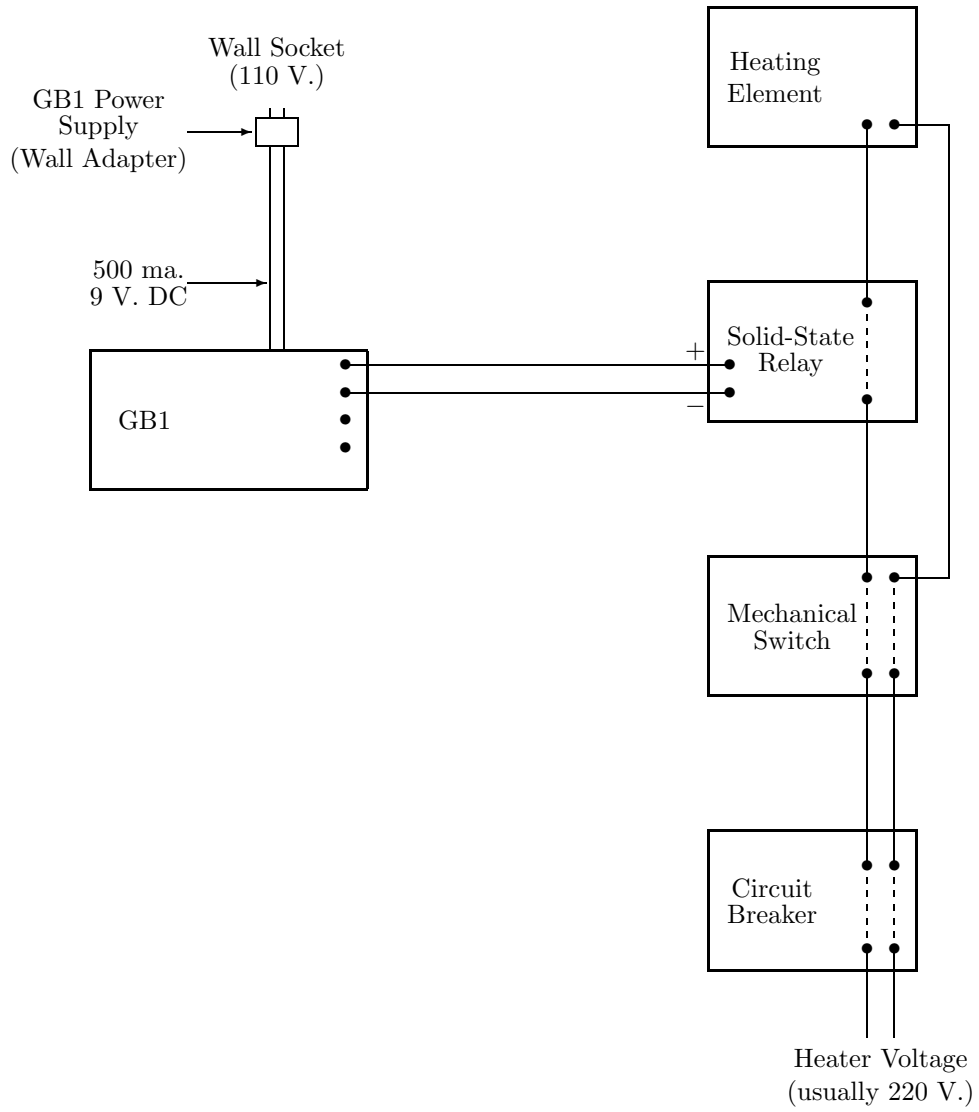 Wall Socket
(110 V.)
GB1 Power
Supply
(Wall Adapter)
500 ma.
9 V. DC
GB1
+
−
Heating
Element
Solid-State
Relay
Mechanical
Switch
Circuit
Breaker
Heater Voltage
(usually 220 V.)